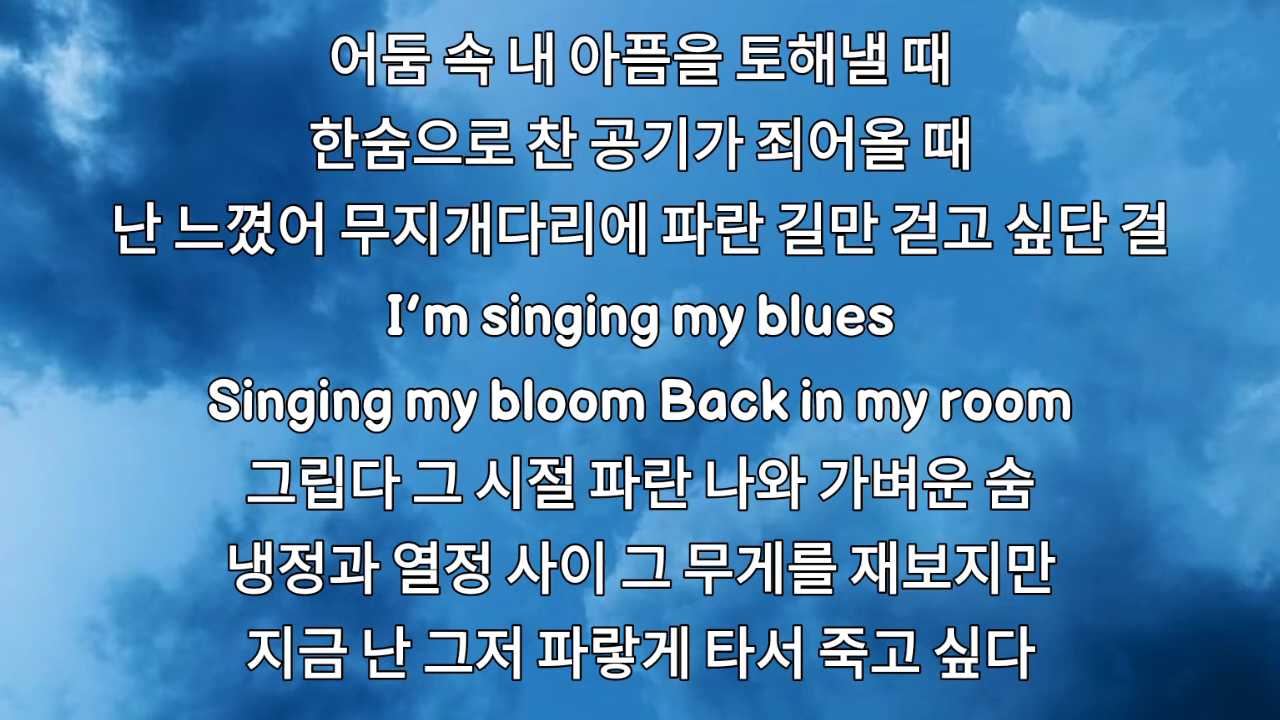 어둠 속 내 아픔을 토해낼 때
한숨으로 찬 공기가 죄어올 때
난 느꼈어 무지개다리에 파란 길만 걷고 싶단 걸
I'm singing my blues
Singing my bloom Back in my room
그립다 그 시절 파란 나와 가벼운 숨
냉정과 열정 사이 그 무게를 재보지만
지금 난 그저 파랗게 타서 죽고 싶다